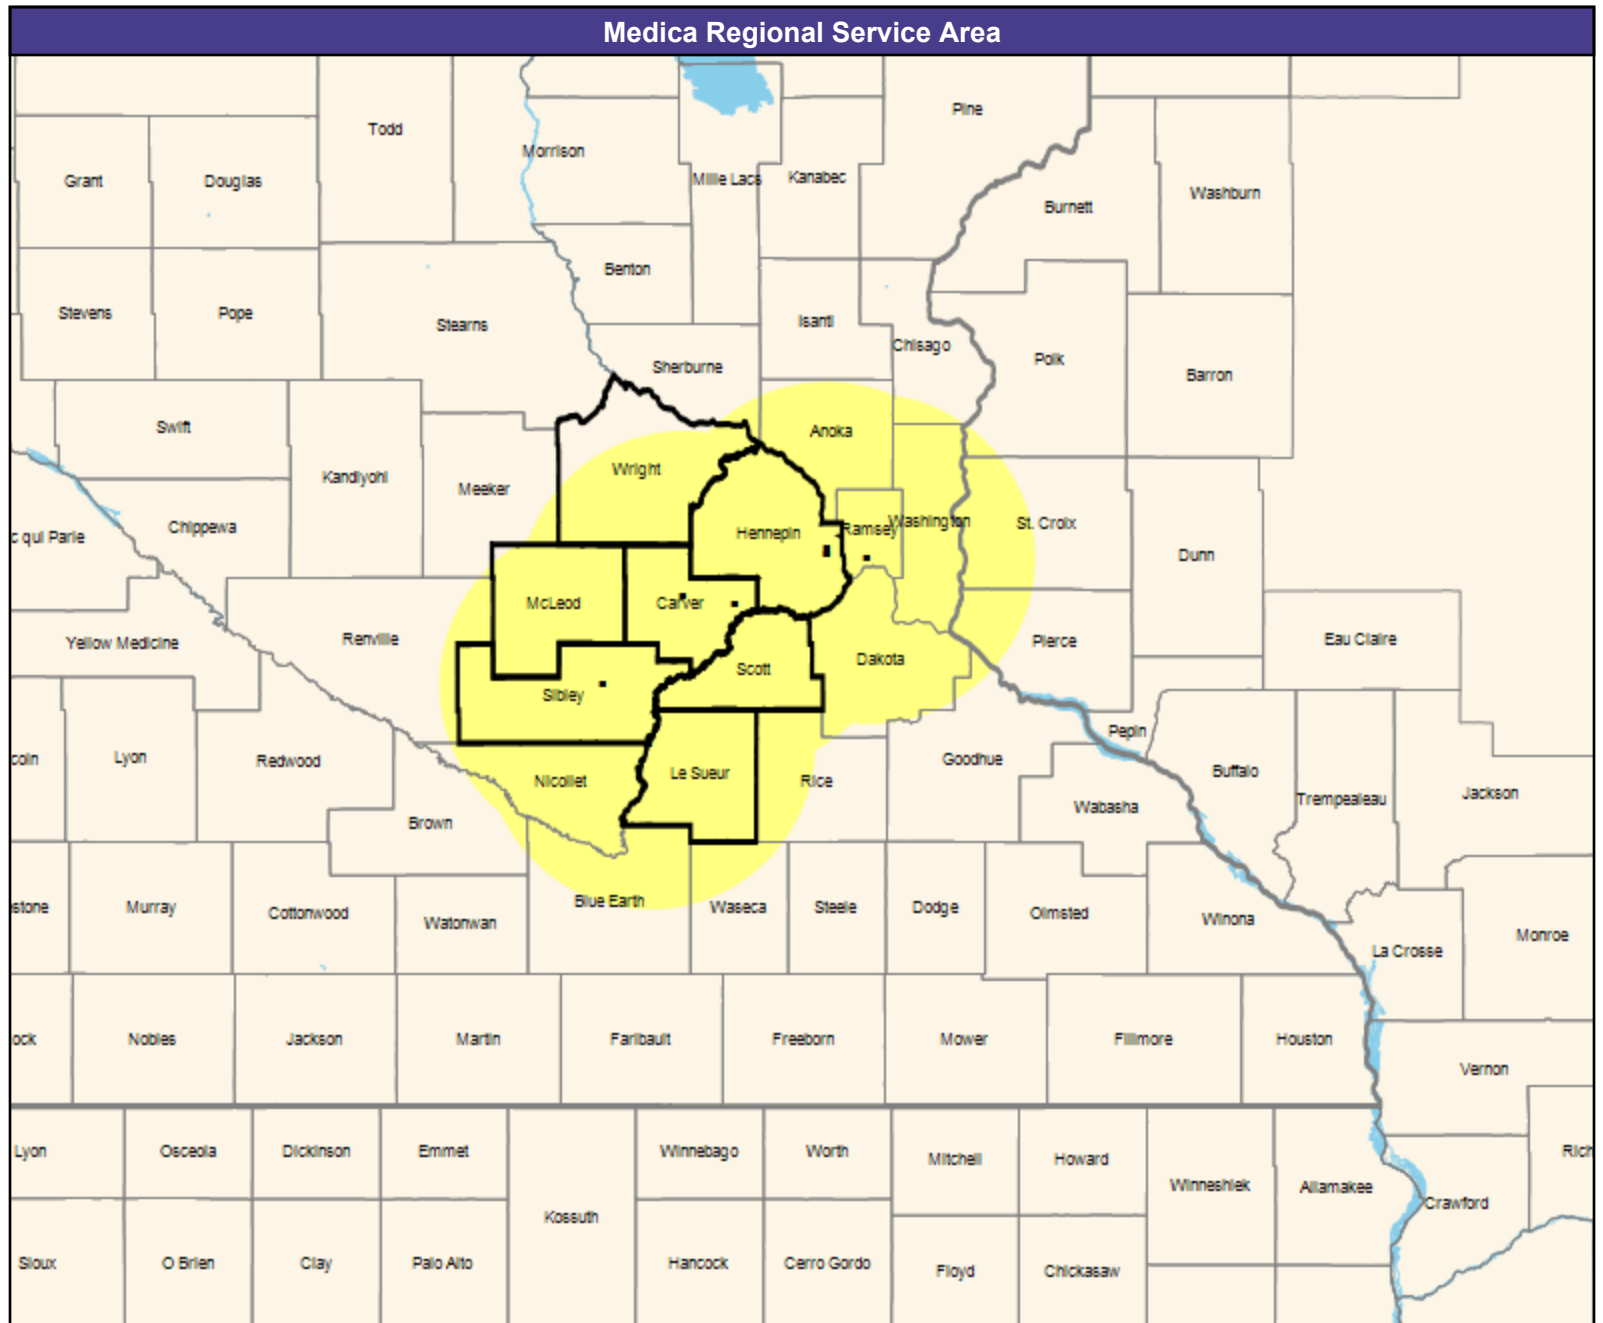 Medica Regional Service Area
Pine
Todd
Morrison
Mille Lacs
Kanabec
Grant
Douglas
Washburn
Burnett
Benton
Stevens
Pope
Stearns
Isanti
Chisago
Polk
Barron
Sherburne
Swift
Anoka
Wright
Kandiyohi
Meeker
Chippewa
Hennepin
Ramsey
Washington
St. Croix
c qui Parle
Dunn
McLeod
Carver
Renville
Yellow Medicine
Pierce
Eau Claire
Scott
Dakota
Sibley
Pepin
coln
Lyon
Redwood
Nicollet
Le Sueur
Rice
Goodhue
Buffalo
Trempealeau
Jackson
Wabasha
Brown
stone
Murray
Cottonwood
Watonwan
Blue Earth
Waseca
Steele
Dodge
Olmsted
Winona
La Crosse
Monroe
ock
Nobles
Jackson
Martin
Faribault
Freeborn
Mower
Fillmore
Houston
Vernon
Lyon
Osceola
Dickinson
Emmet
Winnebago
Worth
Mitchell
Howard
Winneshiek
Allamakee
Crawford
Rich
Kossuth
Sioux
O Brien
Clay
Palo Alto
Hancock
Cerro Gordo
Floyd
Chickasaw